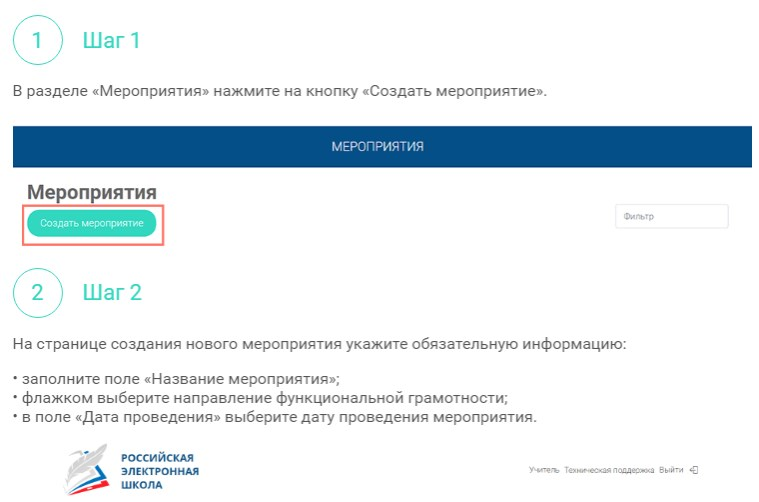 1 Шаг 1
В разделе «Мероприятия» нажмите на кнопку «Создать мероприятие».
МЕРОПРИЯТИЯ
Мероприятия
Создать мероприятие
Фильтр
2 Шаг 2
На странице создания нового мероприятия укажите обязательную информацию:
• заполните поле «Название мероприятия»;
• флажком выберите направление функциональной грамотности;
• в поле «Дата проведения» выберите дату проведения мероприятия.
РОССИЙСКАЯ
ЭЛЕКТРОННАЯ
ШКОЛА
Учитель Техническая поддержка Выйти